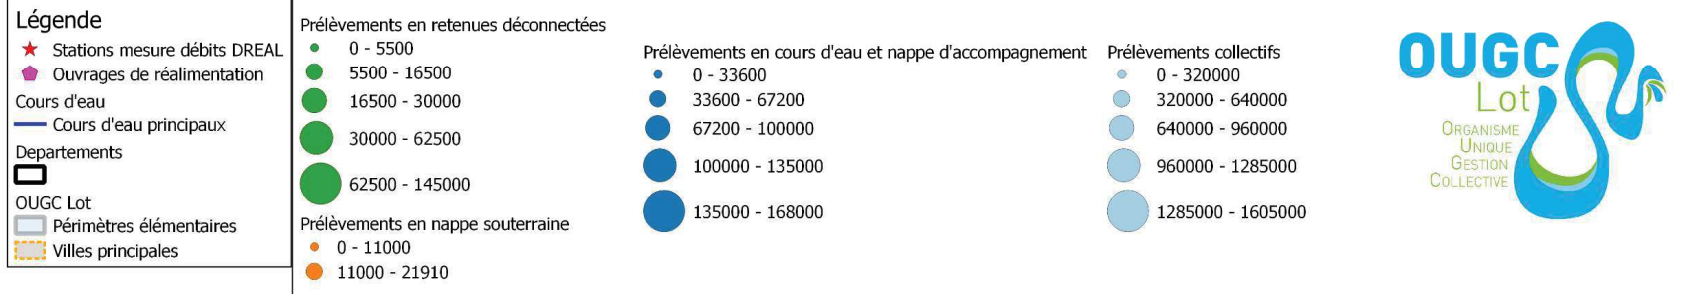 Légende
Stations mesure débits DREAL
Ouvrages de réalimentation
Cours d'eau
Cours d'eau principaux
Departements
OUGC Lot
Périmètres élémentaires
Villes principales
Prélèvements en retenues déconnectées
0 - 5500
5500 - 16500
16500 - 30000
30000 - 62500
62500 - 145000
Prélèvements en nappe souterraine
0 - 11000
11000 - 21910
Prélèvements en cours d'eau et nappe d'accompagnement
0 - 33600
33600 - 67200
67200 - 100000
100000 - 135000
135000 - 168000
Prélèvements collectifs
0 - 320000
320000 - 640000
640000 - 960000
960000 - 1285000
1285000 - 1605000
OUGC
Lot
ORGANISME
UNIQUE
GESTION
COLLECTIVE